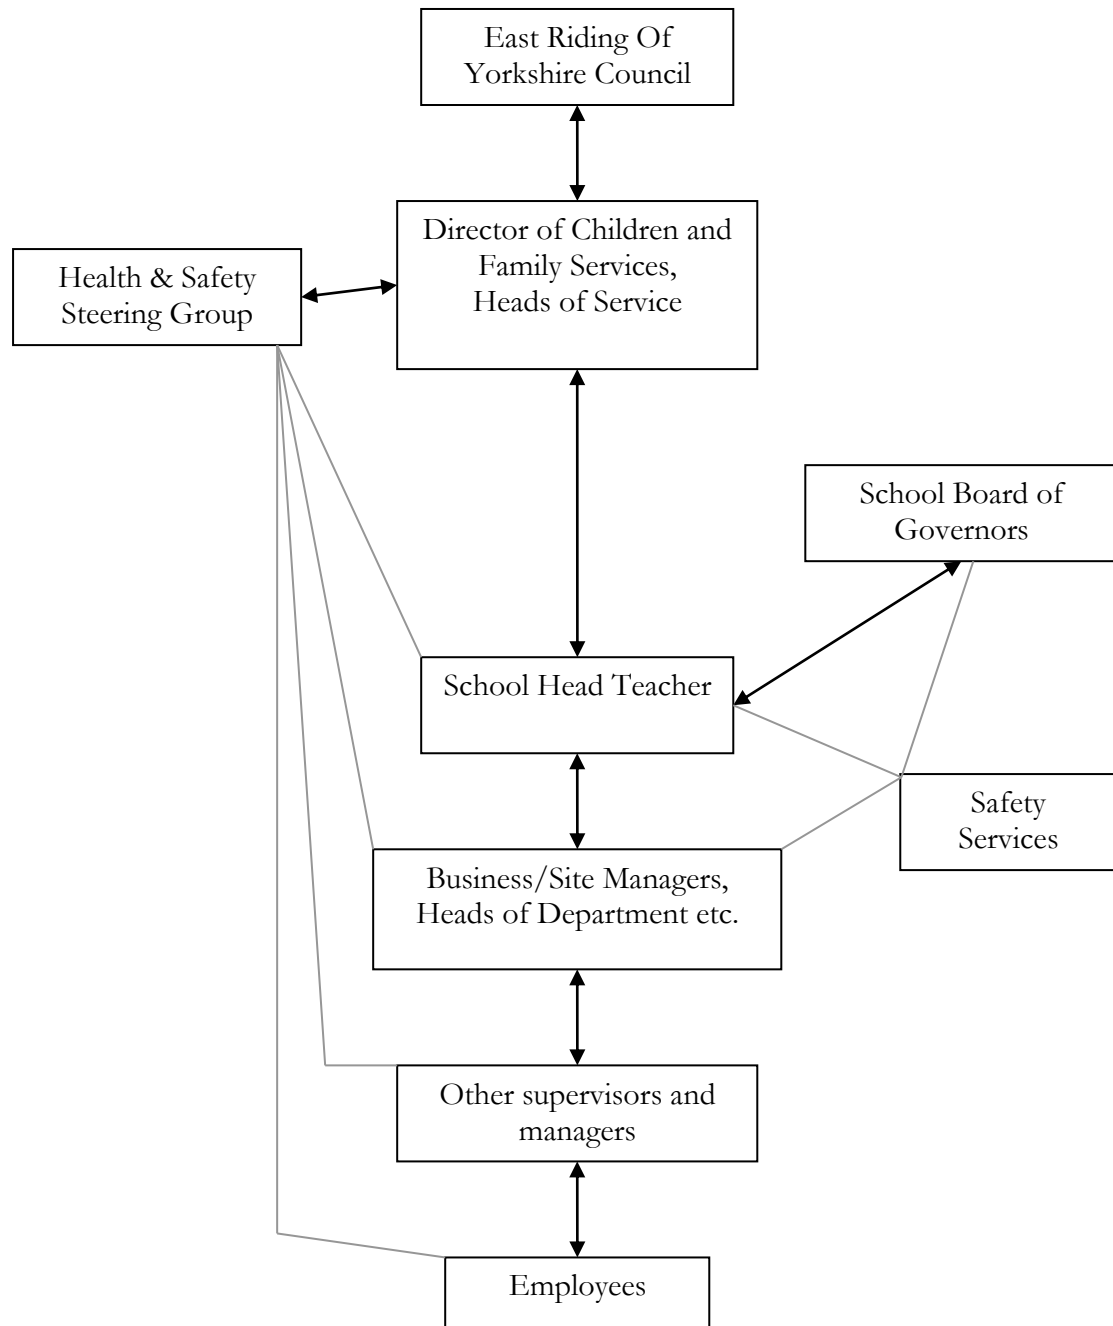 East Riding Of
Yorkshire Council
Director of Children and
Family Services,
Heads of Service
Health & Safety
Steering Group
School Board of
Governors
School Head Teacher
Safety
Services
Business/Site Managers,
Heads of Department etc.
Other supervisors and
managers
Employees